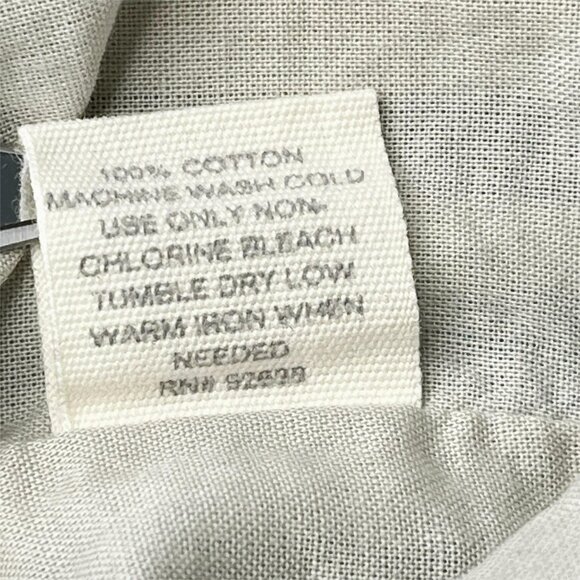 100% COTTON
MACHINE WASH COLD
USE ONLY NON-
CHLORINE BLEACH
TUMBLE DRY LOW
WARM IRON WHEN
NEEDED
RN#